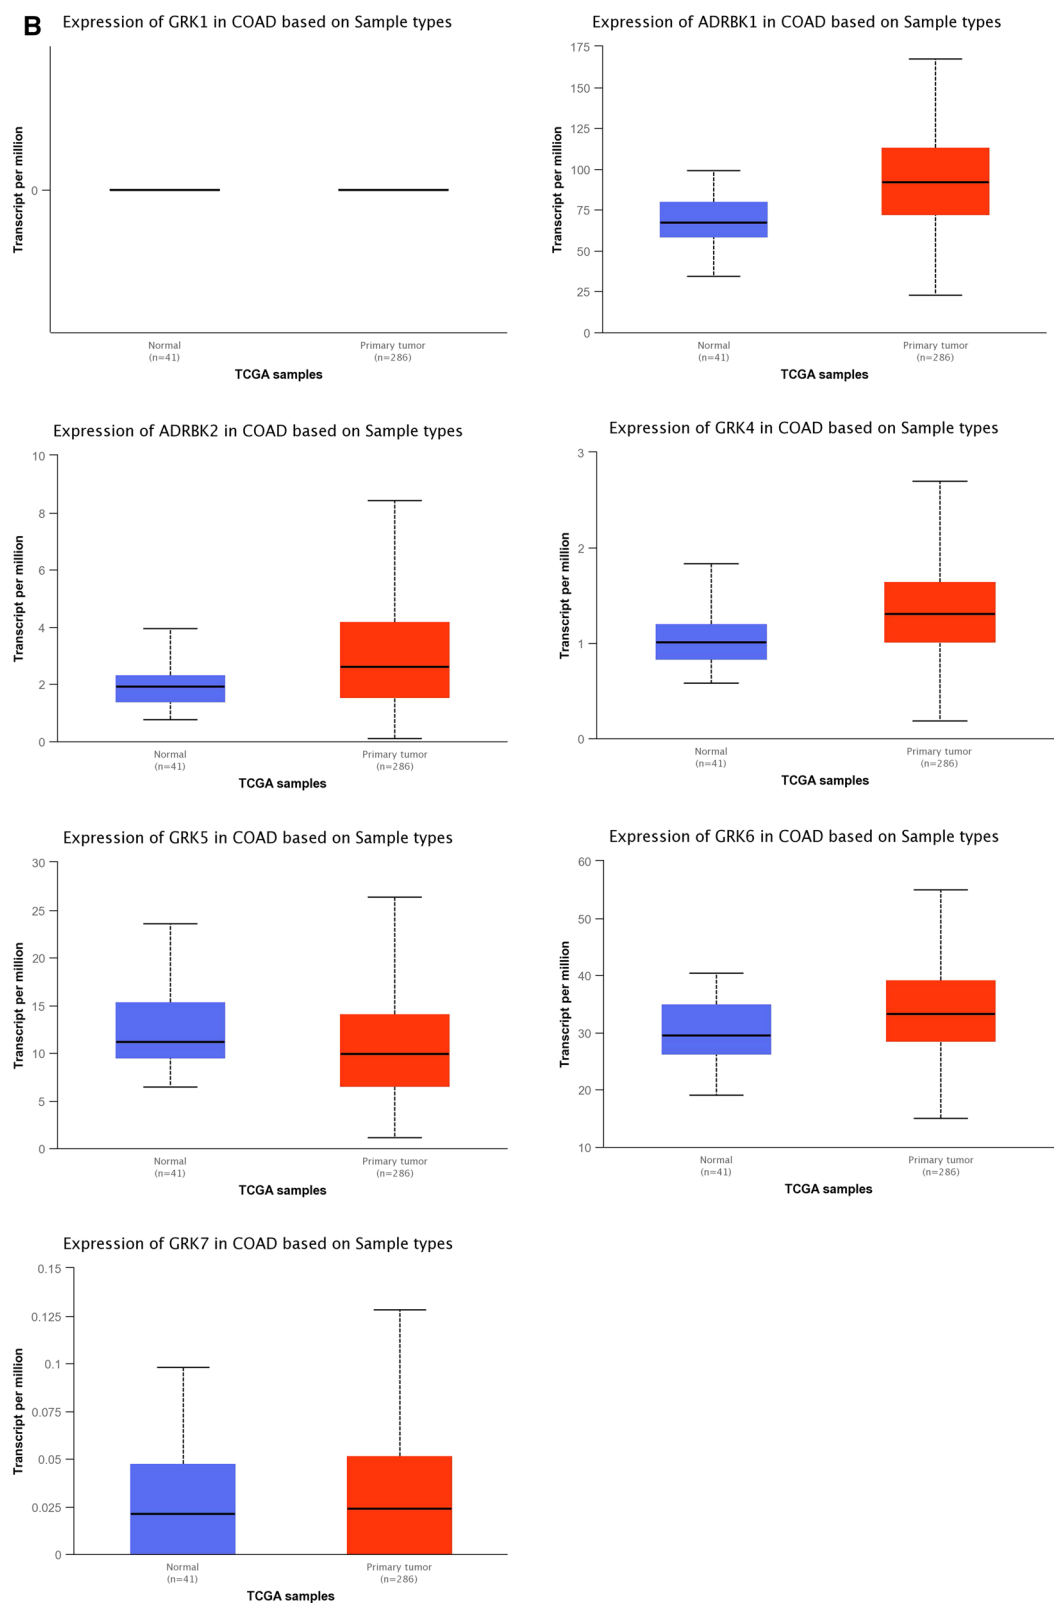 B
Expression of GRK1 in COAD based on Sample types
Transcript per million
0
Normal
(n=41)
Primary tumor
(n=286)
TCGA samples
Expression of ADRBK1 in COAD based on Sample types
Transcript per million
175
150
125
100
75
50
25
0
Normal
(n=41)
Primary tumor
(n=286)
TCGA samples
Expression of ADRBK2 in COAD based on Sample types
Transcript per million
10
8
6
4
2
0
Normal
(n=41)
Primary tumor
(n=286)
TCGA samples
Expression of GRK4 in COAD based on Sample types
Transcript per million
3
2
1
0
Normal
(n=41)
Primary tumor
(n=286)
TCGA samples
Expression of GRK5 in COAD based on Sample types
Transcript per million
30
25
20
15
10
5
0
Normal
(n=41)
Primary tumor
(n=286)
TCGA samples
Expression of GRK6 in COAD based on Sample types
Transcript per million
60
50
40
30
20
10
Normal
(n=41)
Primary tumor
(n=286)
TCGA samples
Expression of GRK7 in COAD based on Sample types
Transcript per million
0.15
0.125
0.1
0.075
0.05
0.025
0
Normal
(n=41)
Primary tumor
(n=286)
TCGA samples